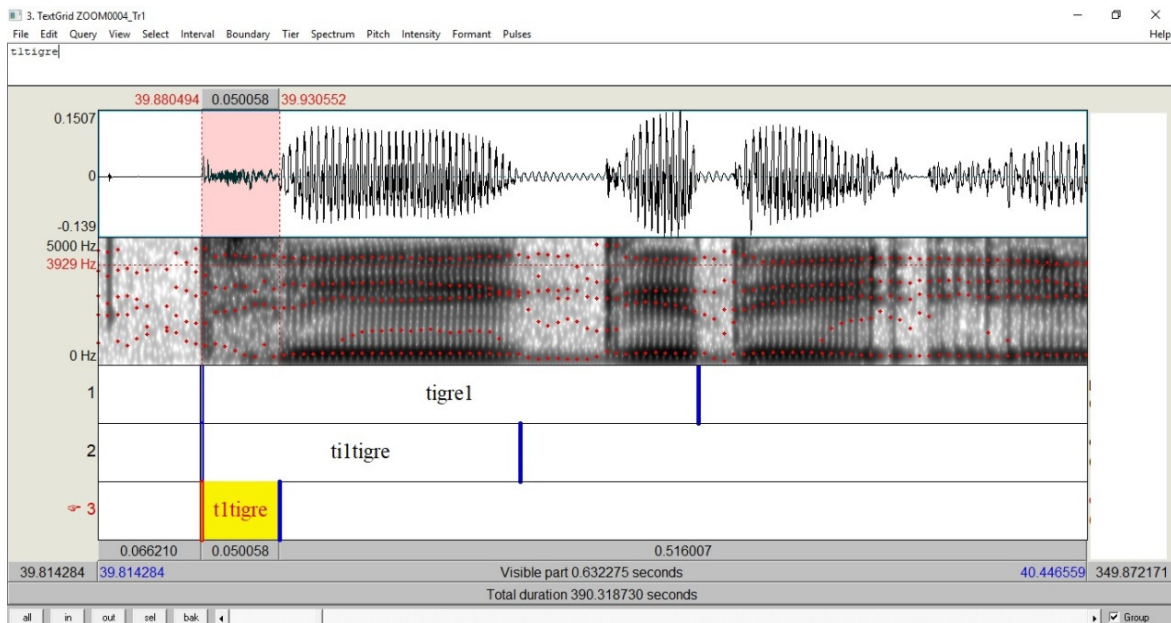 3. TextGrid ZOOM0004_Tr1
File Edit Query View Select Interval Boundary Tier Spectrum Pitch Intensity Formant Pulses Help
t1tigre
39.880494 0.050058 39.930552
0.1507
0
-0.139
5000 Hz
3929 Hz
0 Hz
1 tigre1
2 ti1tigre
3 t1tigre
0.066210 0.050058 0.516007
39.814284 39.814284 Visible part 0.632275 seconds 40.446559 349.872171
Total duration 390.318730 seconds
all in out sel bak Group